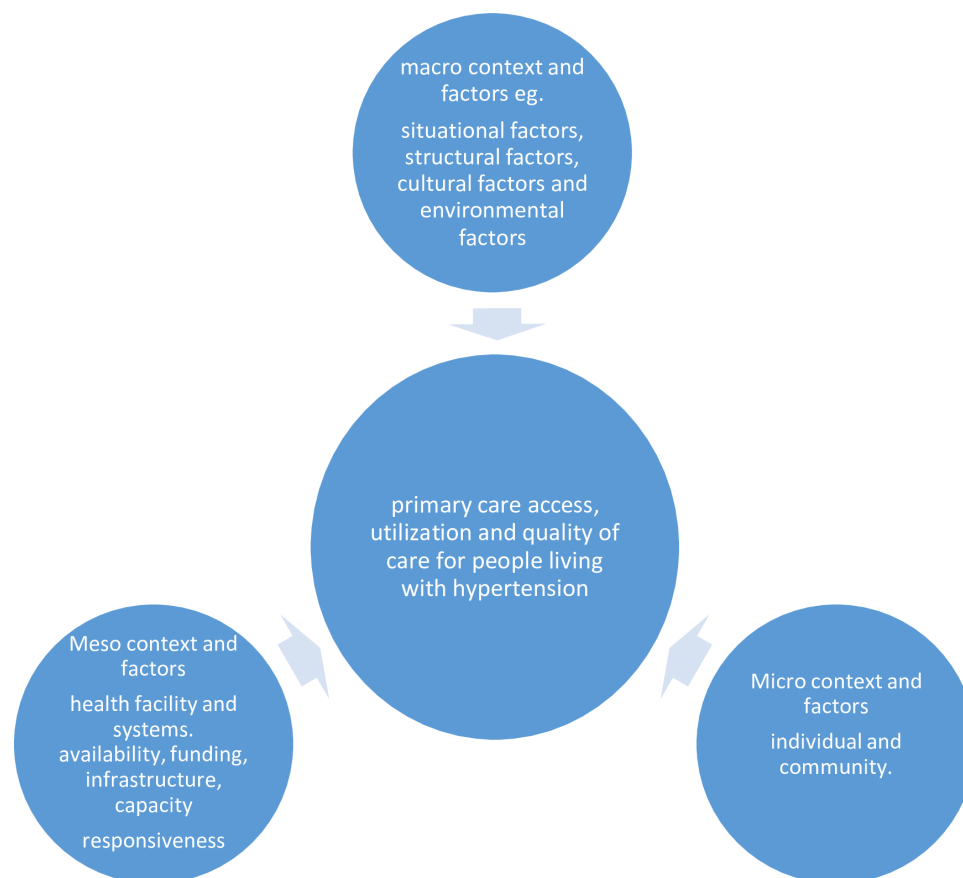 macro context and
factors eg.
situational factors,
structural factors,
cultural factors and
environmental
factors
primary care access,
utilization and quality of
care for people living
with hypertension
Meso context and
factors
health facility and
systems.
availability, funding,
infrastructure,
capacity
responsiveness
Micro context and
factors
individual and
community.